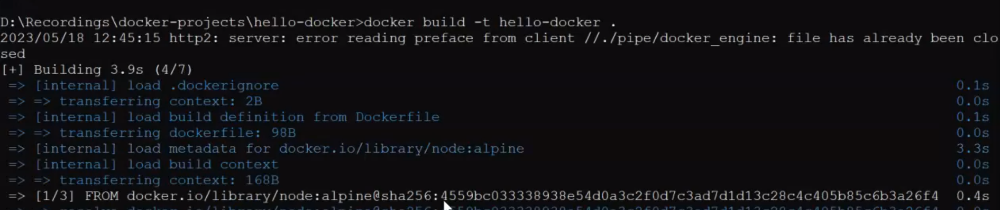 D:\Recordings\docker-projects\hello-docker>docker build -t hello-docker .
2023/05/18 12:45:15 http2: server: error reading preface from client //./pipe/docker_engine: file has already been clo
sed
[+] Building 3.9s (4/7)
=> [internal] load .dockerignore 0.1s
=> => transferring context: 2B 0.0s
=> [internal] load build definition from Dockerfile 0.1s
=> => transferring dockerfile: 98B 0.0s
=> [internal] load metadata for docker.io/library/node:alpine 3.3s
=> [internal] load build context 0.0s
=> => transferring context: 168B 0.0s
=> [1/3] FROM docker.io/library/node:alpine@sha256:4559bc033338938e54d0a3c2f0d7c3ad7d1d13c28c4c405b85c6b3a26f4 0.4s